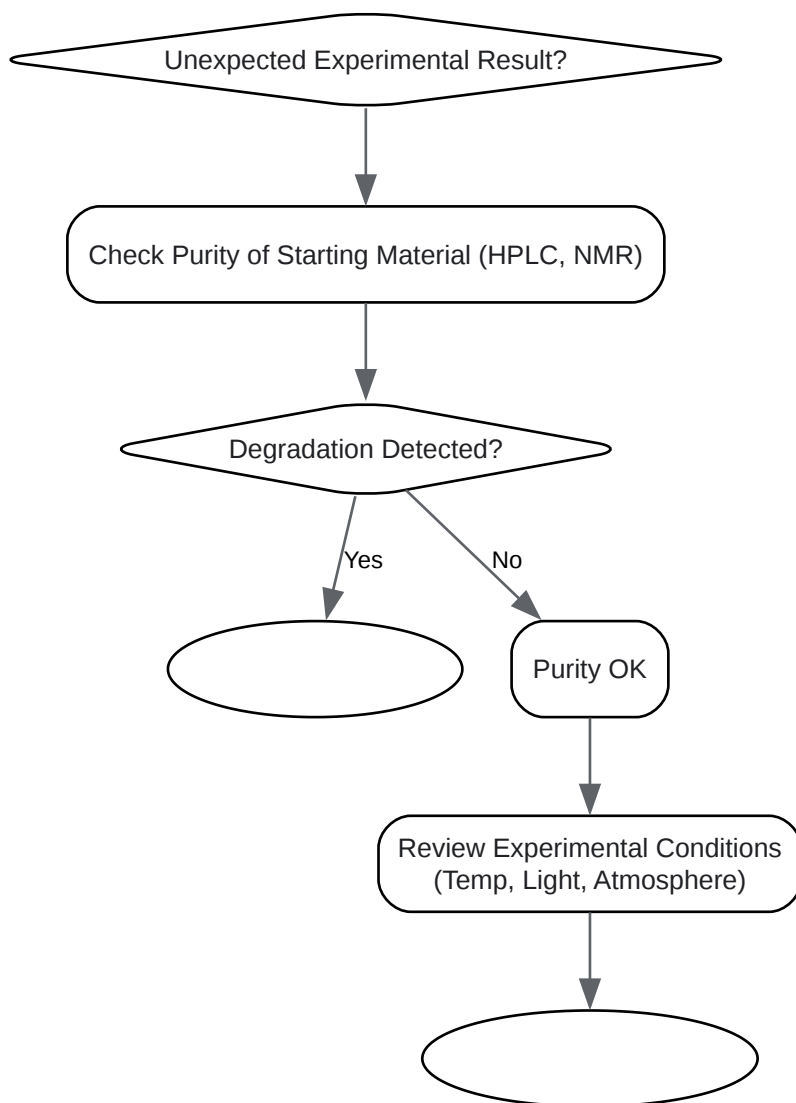 Unexpected Experimental Result?
Check Purity of Starting Material (HPLC, NMR)
Degradation Detected?
Yes
No
Purity OK
Review Experimental Conditions
(Temp, Light, Atmosphere)